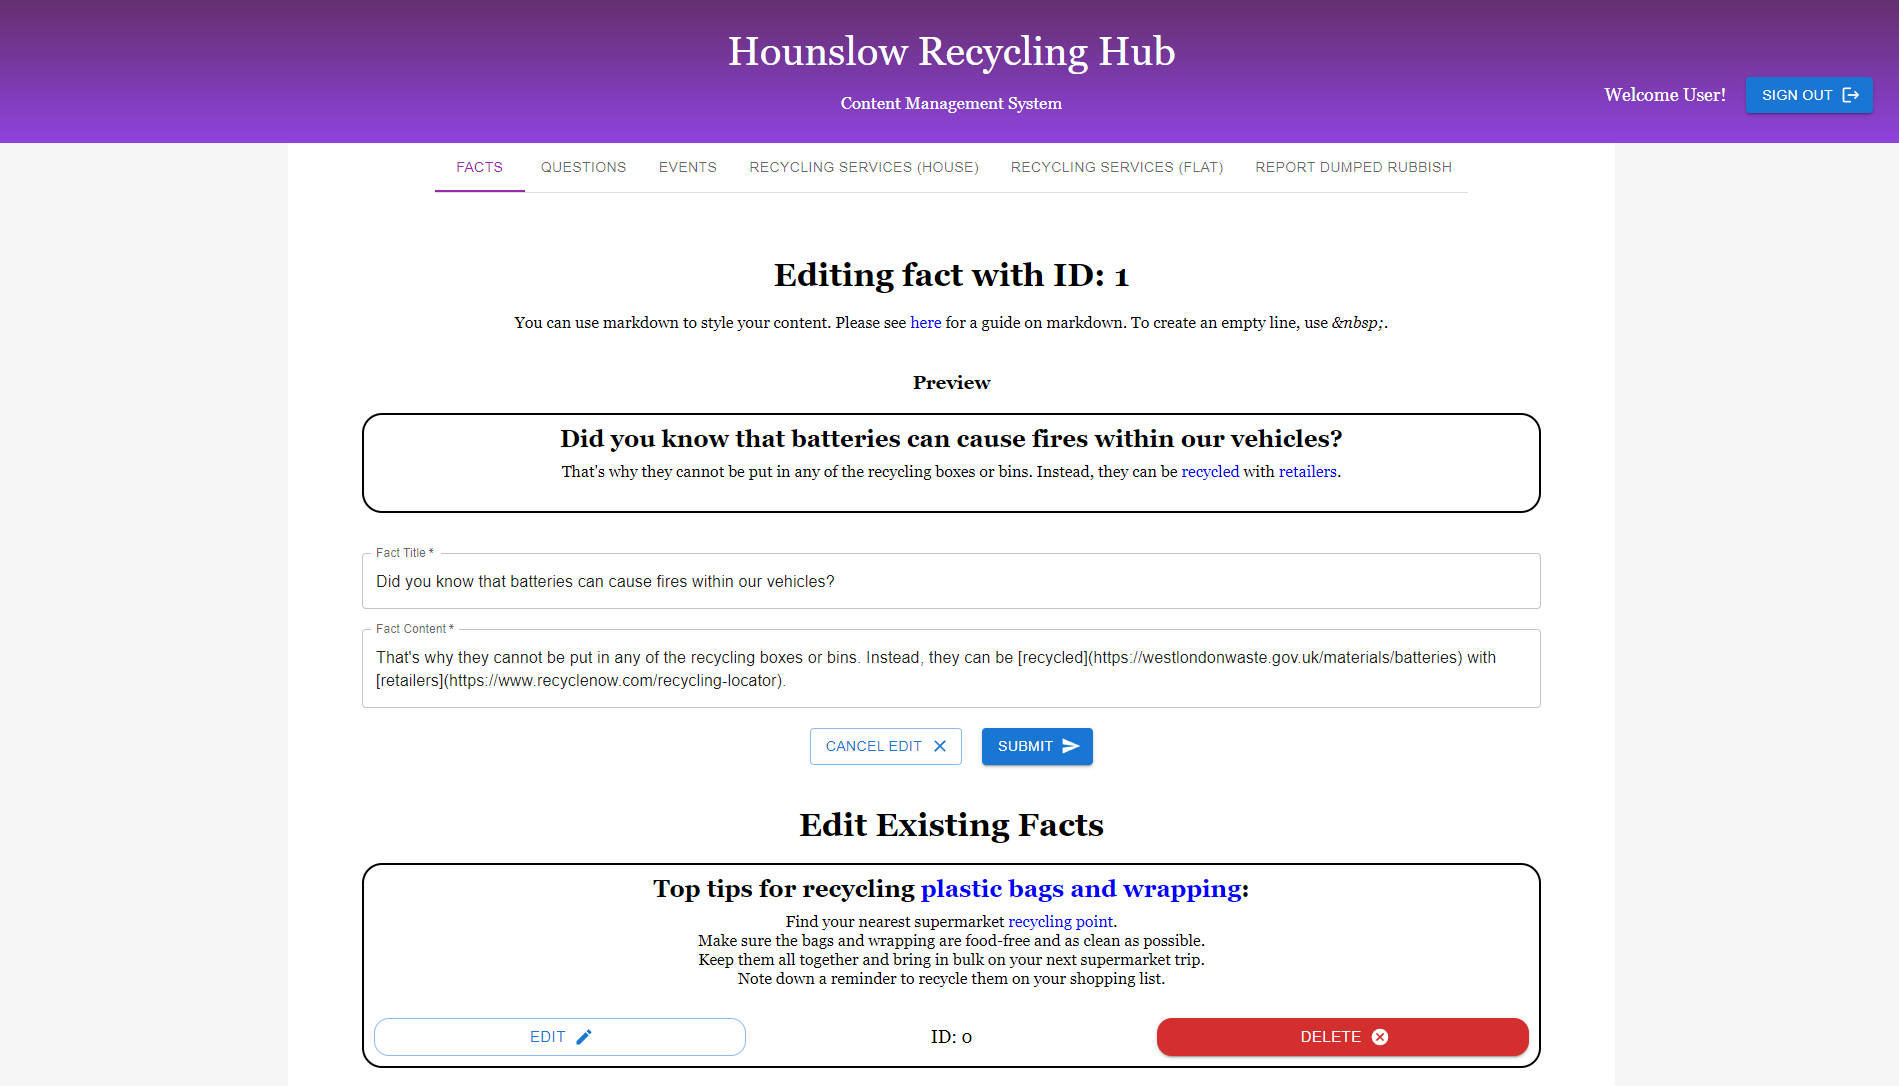 Hounslow Recycling Hub
Content Management System
Welcome User!
SIGN OUT
FACTS
QUESTIONS
EVENTS
RECYCLING SERVICES (HOUSE)
RECYCLING SERVICES (FLAT)
REPORT DUMPED RUBBISH
Editing fact with ID: 1
You can use markdown to style your content. Please see here for a guide on markdown. To create an empty line, use &nbsp;.
Preview
Did you know that batteries can cause fires within our vehicles?
That's why they cannot be put in any of the recycling boxes or bins. Instead, they can be recycled with retailers.
Fact Title *
Did you know that batteries can cause fires within our vehicles?
Fact Content *
That's why they cannot be put in any of the recycling boxes or bins. Instead, they can be [recycled](https://westlondonwaste.gov.uk/materials/batteries) with
[retailers](https://www.recyclenow.com/recycling-locator).
CANCEL EDIT
SUBMIT
Edit Existing Facts
Top tips for recycling plastic bags and wrapping:
Find your nearest supermarket recycling point.
Make sure the bags and wrapping are food-free and as clean as possible.
Keep them all together and bring in bulk on your next supermarket trip.
Note down a reminder to recycle them on your shopping list.
EDIT
ID: 0
DELETE